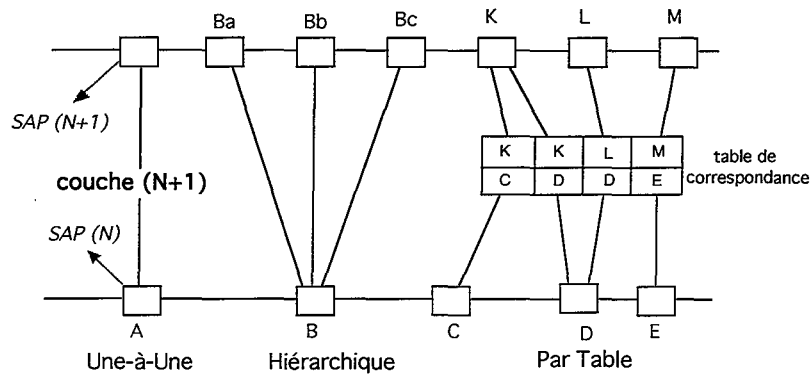 Ba Bb Bc K L M
SAP (N+1)
K K L M
C D D E
table de
correspondance
couche (N+1)
SAP (N)
A B C D E
Une-à-Une Hiérarchique Par Table